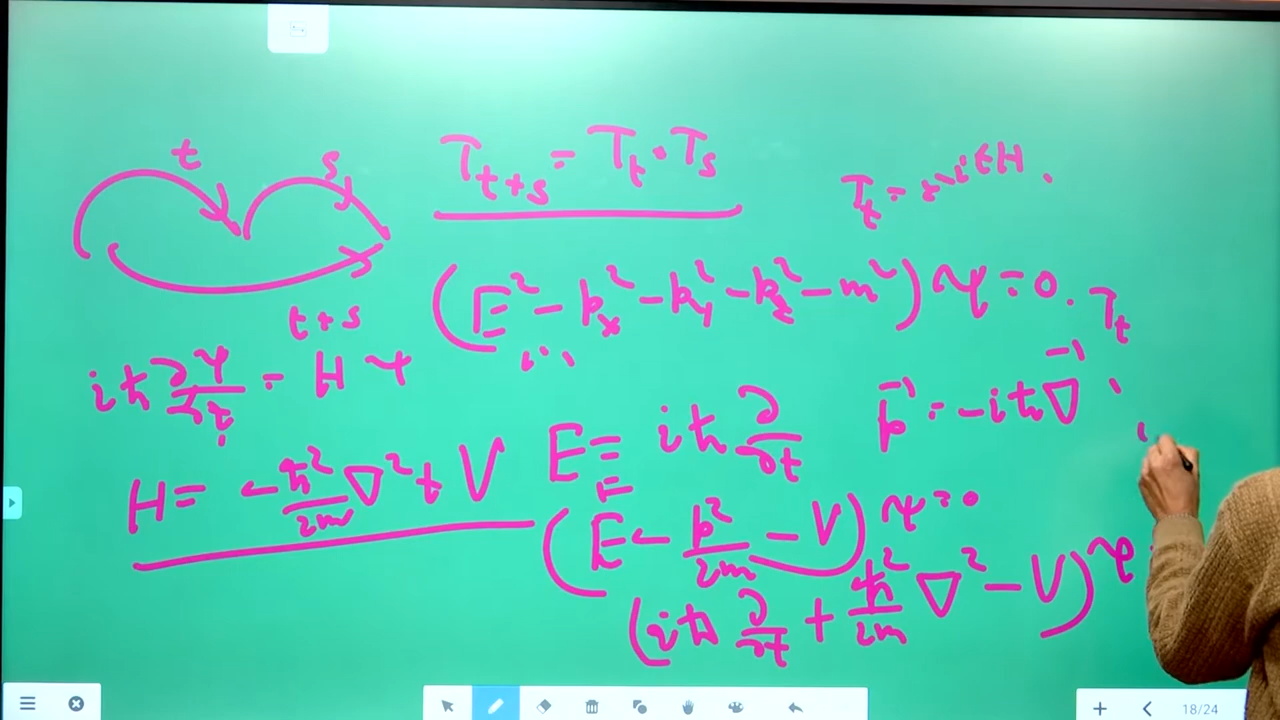 t s T_{t+s} = T_t · T_s
T_t = e^{-itH}.
t+s
(E² - p_x² - p_y² - p_z² - m²) ψ = 0. T_t
iħ ∂ψ/∂t = Hψ
E = iħ ∂/∂t p⃗ = -iħ∇⃗
H = -ħ²/2m ∇² + V
(E - p²/2m - V) ψ = 0
(iħ ∂/∂t + ħ²/2m ∇² - V) ψ
18/24